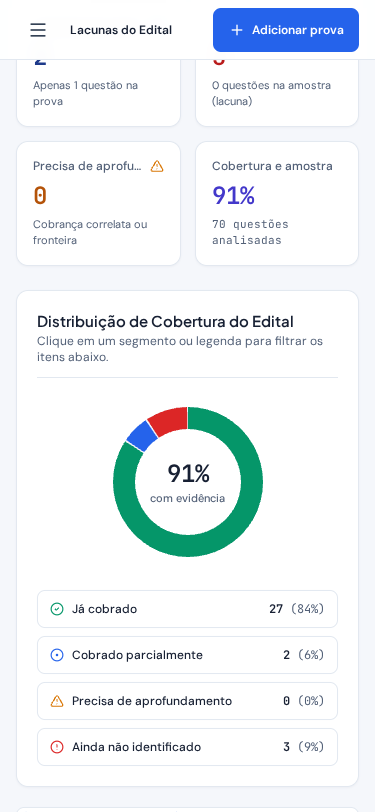 Lacunas do Edital
Adicionar prova
Apenas 1 questão na
prova
0 questões na amostra
(lacuna)
Precisa de aprofu...
0
Cobrança correlata ou
fronteira
Cobertura e amostra
91%
70 questões
analisadas
Distribuição de Cobertura do Edital
Clique em um segmento ou legenda para filtrar os
itens abaixo.
91%
com evidência
Já cobrado 27 (84%)
Cobrado parcialmente 2 (6%)
Precisa de aprofundamento 0 (0%)
Ainda não identificado 3 (9%)